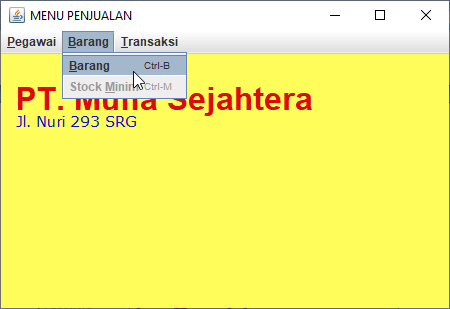 MENU PENJUALAN
Pegawai Barang Transaksi
Barang Ctrl-B
Stock Ctrl-M
PT. Sejahtera
Jl. Nuri 293 SRG